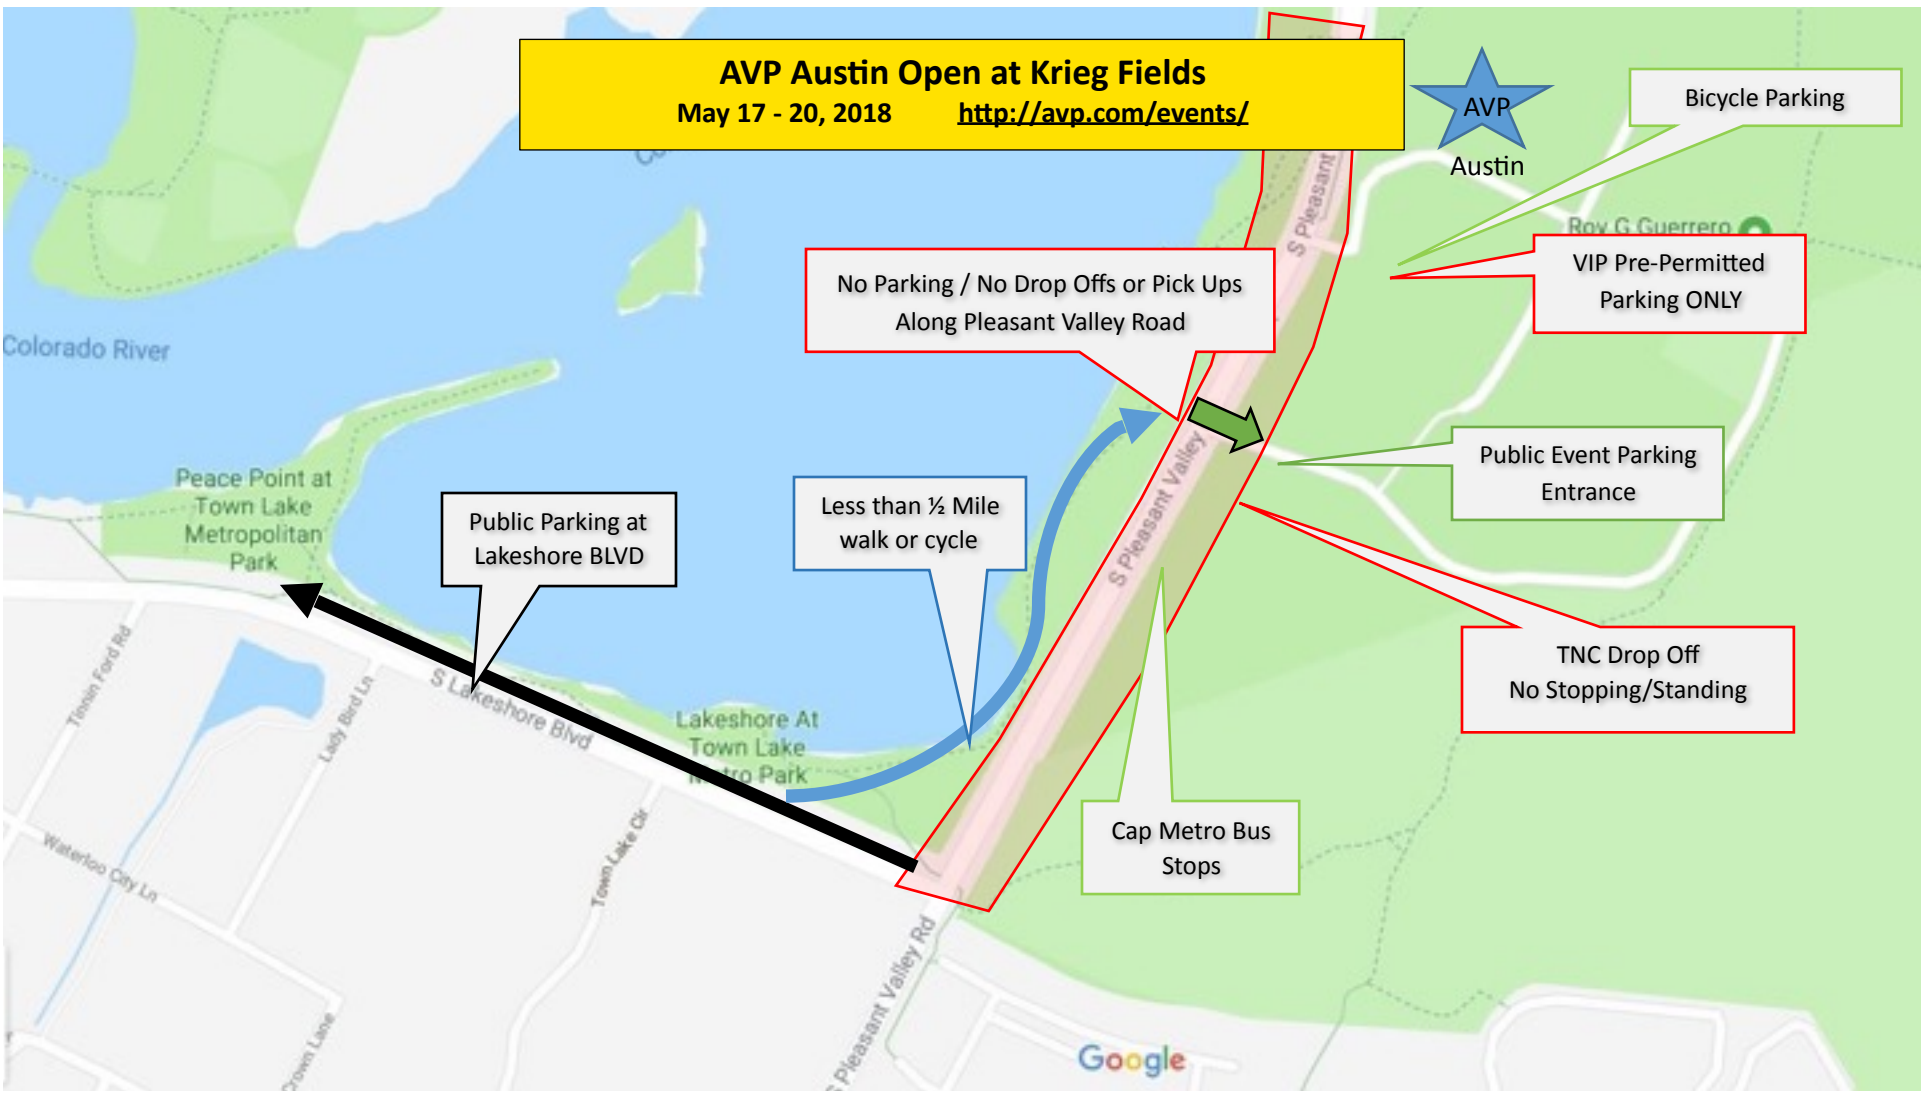 AVP Austin Open at Krieg Fields
May 17 - 20, 2018 http://avp.com/events/
AVP
Austin
Bicycle Parking
Roy G Guerrero
VIP Pre-Permitted
Parking ONLY
S Pleasant
No Parking / No Drop Offs or Pick Ups
Along Pleasant Valley Road
Colorado River
Public Event Parking
Entrance
Peace Point at
Town Lake
Metropolitan
Park
Public Parking at
Lakeshore BLVD
Less than ½ Mile
walk or cycle
S Pleasant Valley
TNC Drop Off
No Stopping/Standing
Tinnin Ford Rd
Lady Bird Ln
S Lakeshore Blvd
Lakeshore At
Town Lake
Metro Park
Cap Metro Bus
Stops
Waterloo City Ln
Town Lake Cir
S Pleasant Valley Rd
Crown Lane
Google